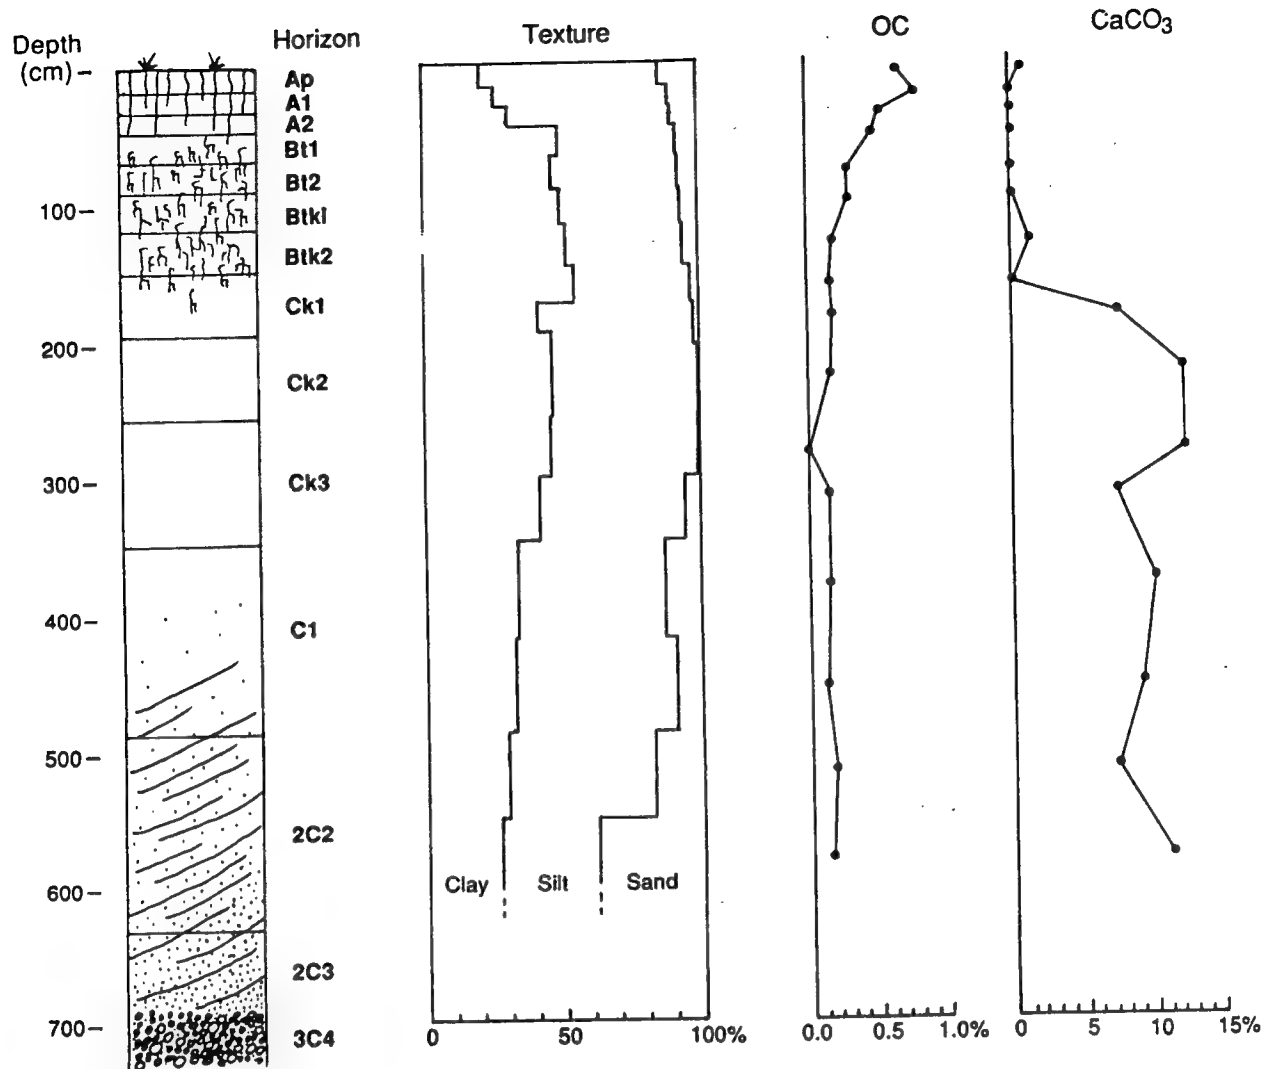 Depth
(cm) –
Horizon
Texture
OC
CaCO₃
Ap
A1
A2
Bt1
Bt2
100 –
Btkl
Btk2
Ck1
200 –
Ck2
300 –
Ck3
400 –
C1
500 –
2C2
600 –
2C3
700 –
3C4
Clay
Silt
Sand
0 50 100%
0.0 0.5 1.0%
0 5 10 15%